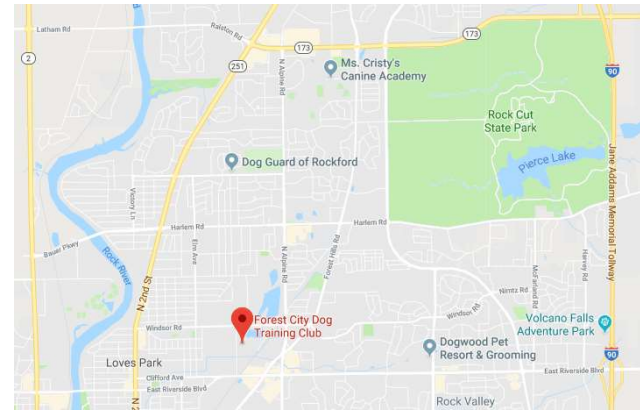 Latham Rd
Ralston Rd
173
173
2
251
N Alpine Rd
Ms. Cristy's
Canine Academy
90
Rock Cut
State Park
Pierce Lake
Jane Addams Memorial Tollway
Dog Guard of Rockford
Victory Ln
Harlem Rd
Harlem Rd
Bauer Pkwy
Elm Ave
Rock River
N Alpine Rd
Forest Hills Rd
N 2nd St
McFarland Rd
Harvey Rd
Nimtz Rd
Windsor Rd
Forest City Dog
Training Club
Windsor Rd
Volcano Falls
Adventure Park
Dogwood Pet
Resort & Grooming
Loves Park
90
Clifford Ave
East Riverside Blvd
East Riverside Blvd
Rock Valley